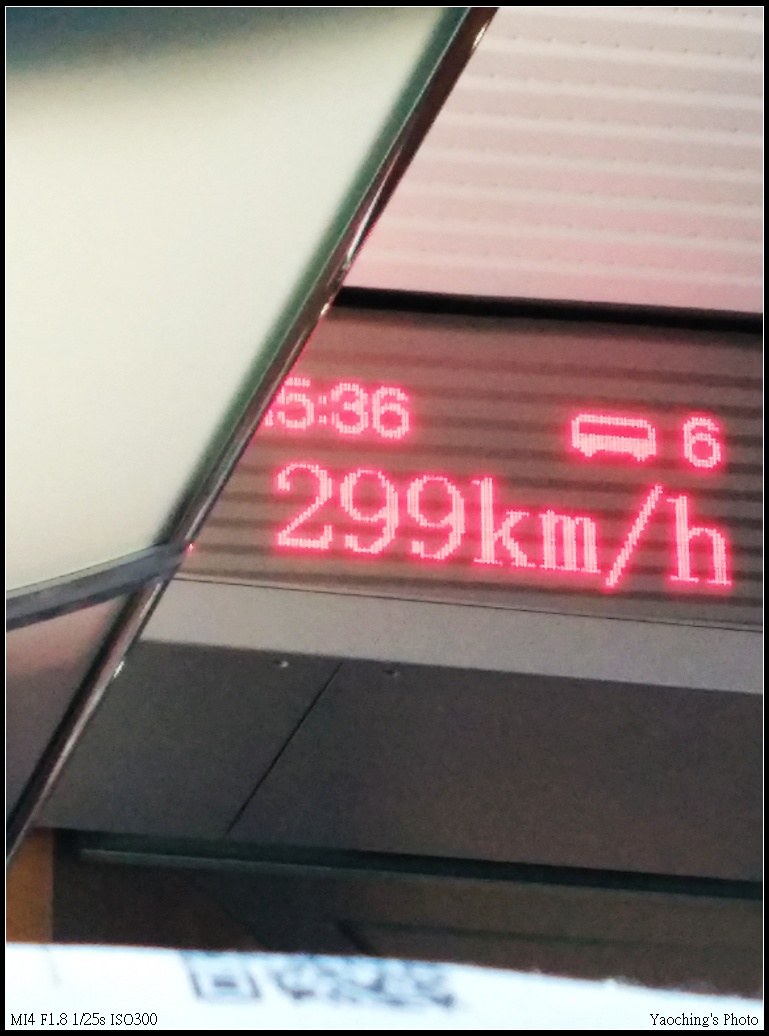 5:36 6
299km/h
MI4 F1.8 1/25s ISO300
Yaoching's Photo